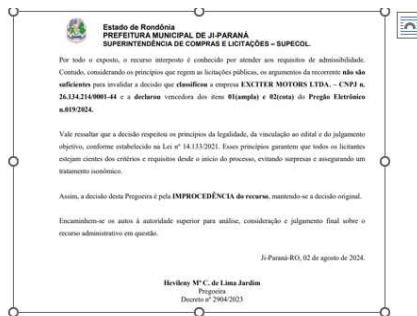 Estado de Rondônia
PREFEITURA MUNICIPAL DE JI-PARANÁ
SUPERINTENDÊNCIA DE COMPRAS E LICITAÇÕES – SUPECOL.
Por todo o exposto, o recurso interposto é conhecido por atender aos requisitos de admissibilidade.
Contudo, considerando os princípios que regem as licitações públicas, os argumentos da recorrente não são
suficientes para invalidar a decisão que classificou a empresa EXCITER MOTORS LTDA. – CNPJ n.
26.134.214/0001-44 e a declarou vencedora dos itens 01(ampla) e 02(cota) do Pregão Eletrônico
n.019/2024.
Vale ressaltar que a decisão respeitou os princípios da legalidade, da vinculação ao edital e do julgamento
objetivo, conforme estabelecido na Lei nº 14.133/2021. Esses princípios garantem que todos os licitantes
estejam cientes dos critérios e requisitos desde o início do processo, evitando surpresas e assegurando um
tratamento isonômico.
Assim, a decisão desta Pregoeira é pela IMPROCEDÊNCIA do recurso, mantendo-se a decisão original.
Encaminhem-se os autos à autoridade superior para análise, consideração e julgamento final sobre o
recurso administrativo em questão.
Ji-Paraná-RO, 02 de agosto de 2024.
Hevileny Mª C. de Lima Jardim
Pregoeira
Decreto nº 2904/2023